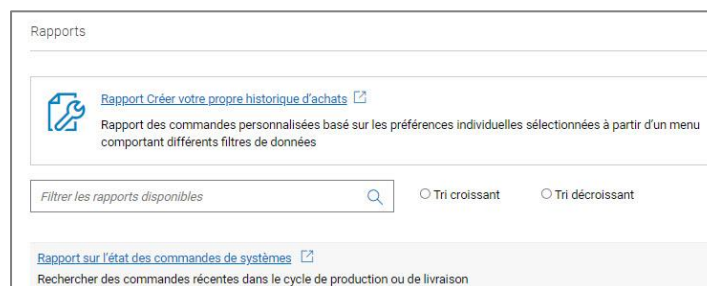 Rapports
Rapport Créer votre propre historique d'achats
Rapport des commandes personnalisées basé sur les préférences individuelles sélectionnées à partir d'un menu
comportant différents filtres de données
Filtrer les rapports disponibles
Tri croissant
Tri décroissant
Rapport sur l'état des commandes de systèmes
Rechercher des commandes récentes dans le cycle de production ou de livraison